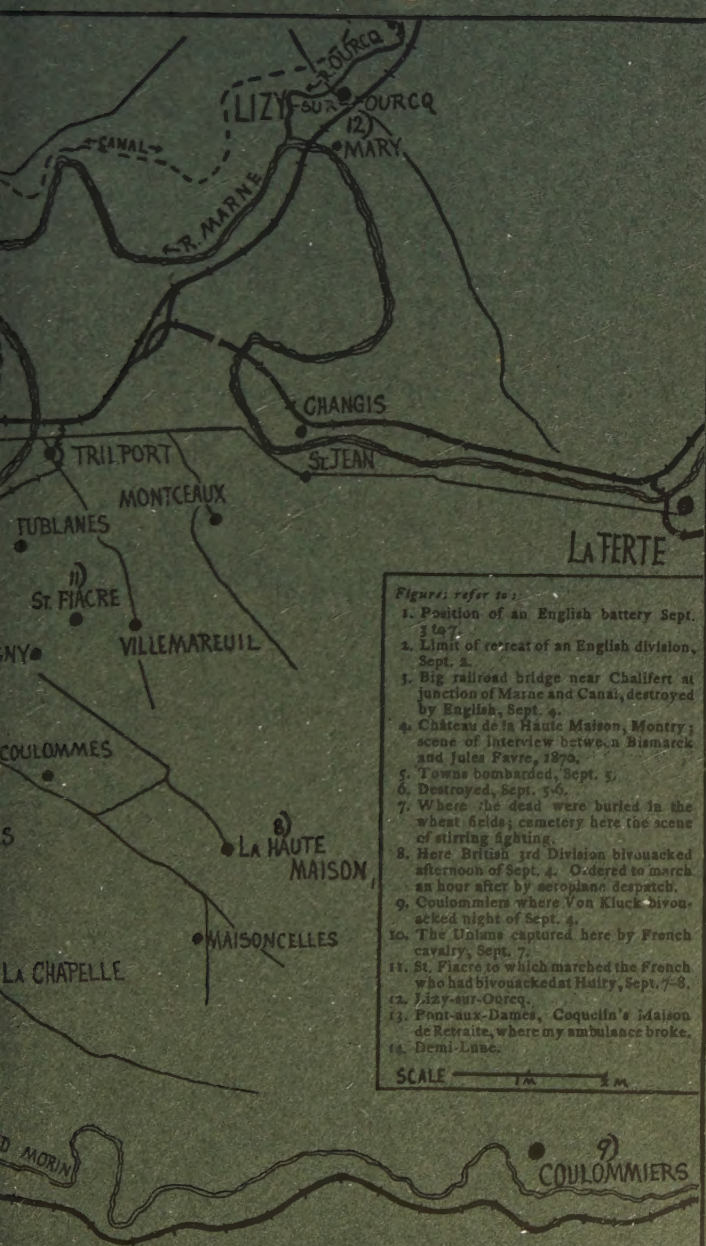 R. OURCQ
LIZY-SUR-OURCQ
12)
MARY
CANAL
R. MARNE
CHANGIS
TRILPORT
ST JEAN
MONTCEAUX
LA FERTE
TUBLANES
11)
ST. FIACRE
VILLEMAREUIL
GNY
COULOMMES
S
8)
LA HAUTE
MAISON,
MAISONCELLES
LA CHAPELLE
D MORIN
9)
COULOMMIERS
Figures refer to:
1. Position of an English battery Sept.
3 to 7.
2. Limit of retreat of an English division,
Sept. 2.
3. Big railroad bridge near Chalifert at
junction of Marne and Canal, destroyed
by English, Sept. 4.
4. Château de la Haute Maison, Montry;
scene of interview between Bismarck
and Jules Favre, 1870.
5. Towns bombarded, Sept. 5.
6. Destroyed, Sept. 5-6.
7. Where the dead were buried in the
wheat fields; cemetery here the scene
of stirring fighting.
8. Here British 3rd Division bivouacked
afternoon of Sept. 4. Ordered to march
an hour after by aeroplane despatch.
9. Coulommiers where Von Kluck bivou-
acked night of Sept. 4.
10. The Uhlans captured here by French
cavalry, Sept. 7.
11. St. Fiacre to which marched the French
who had bivouacked at Huiry, Sept. 7-8.
12. Lizy-sur-Ourcq.
13. Pont-aux-Dames, Coquelin's Maison
de Retraite, where my ambulance broke.
14. Demi-Lune.
SCALE 1 M 2 M